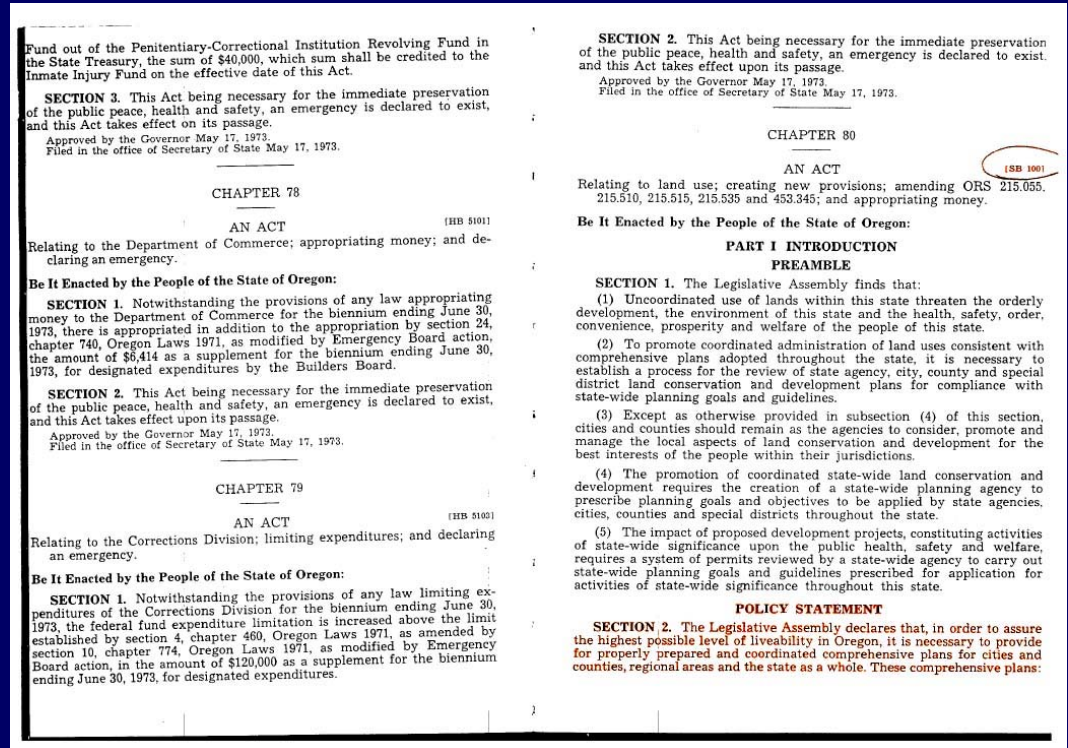 Fund out of the Penitentiary-Correctional Institution Revolving Fund in
the State Treasury, the sum of $40,000, which sum shall be credited to the
Inmate Injury Fund on the effective date of this Act.
SECTION 3. This Act being necessary for the immediate preservation
of the public peace, health and safety, an emergency is declared to exist,
and this Act takes effect on its passage.
Approved by the Governor May 17, 1973.
Filed in the office of Secretary of State May 17, 1973.
CHAPTER 78
AN ACT [HB 5101]
Relating to the Department of Commerce; appropriating money; and de-
claring an emergency.
Be It Enacted by the People of the State of Oregon:
SECTION 1. Notwithstanding the provisions of any law appropriating
money to the Department of Commerce for the biennium ending June 30,
1973, there is appropriated in addition to the appropriation by section 24,
chapter 740, Oregon Laws 1971, as modified by Emergency Board action,
the amount of $6,414 as a supplement for the biennium ending June 30,
1973, for designated expenditures by the Builders Board.
SECTION 2. This Act being necessary for the immediate preservation
of the public peace, health and safety, an emergency is declared to exist,
and this Act takes effect upon its passage.
Approved by the Governor May 17, 1973.
Filed in the office of Secretary of State May 17, 1973.
CHAPTER 79
AN ACT [HB 5103]
Relating to the Corrections Division; limiting expenditures; and declaring
an emergency.
Be It Enacted by the People of the State of Oregon:
SECTION 1. Notwithstanding the provisions of any law limiting ex-
penditures of the Corrections Division for the biennium ending June 30,
1973, the federal fund expenditure limitation is increased above the limit
established by section 4, chapter 460, Oregon Laws 1971, as amended by
section 10, chapter 774, Oregon Laws 1971, as modified by Emergency
Board action, in the amount of $120,000 as a supplement for the biennium
ending June 30, 1973, for designated expenditures.
SECTION 2. This Act being necessary for the immediate preservation
of the public peace, health and safety, an emergency is declared to exist.
and this Act takes effect upon its passage.
Approved by the Governor May 17, 1973.
Filed in the office of Secretary of State May 17, 1973.
CHAPTER 80
AN ACT [SB 100]
Relating to land use; creating new provisions; amending ORS 215.055.
215.510, 215.515, 215.535 and 453.345; and appropriating money.
Be It Enacted by the People of the State of Oregon:
PART I INTRODUCTION
PREAMBLE
SECTION 1. The Legislative Assembly finds that:
(1) Uncoordinated use of lands within this state threaten the orderly
development, the environment of this state and the health, safety, order,
convenience, prosperity and welfare of the people of this state.
(2) To promote coordinated administration of land uses consistent with
comprehensive plans adopted throughout the state, it is necessary to
establish a process for the review of state agency, city, county and special
district land conservation and development plans for compliance with
state-wide planning goals and guidelines.
(3) Except as otherwise provided in subsection (4) of this section,
cities and counties should remain as the agencies to consider, promote and
manage the local aspects of land conservation and development for the
best interests of the people within their jurisdictions.
(4) The promotion of coordinated state-wide land conservation and
development requires the creation of a state-wide planning agency to
prescribe planning goals and objectives to be applied by state agencies,
cities, counties and special districts throughout the state.
(5) The impact of proposed development projects, constituting activities
of state-wide significance upon the public health, safety and welfare,
requires a system of permits reviewed by a state-wide agency to carry out
state-wide planning goals and guidelines prescribed for application for
activities of state-wide significance throughout this state.
POLICY STATEMENT
SECTION 2. The Legislative Assembly declares that, in order to assure
the highest possible level of liveability in Oregon, it is necessary to provide
for properly prepared and coordinated comprehensive plans for cities and
counties, regional areas and the state as a whole. These comprehensive plans: